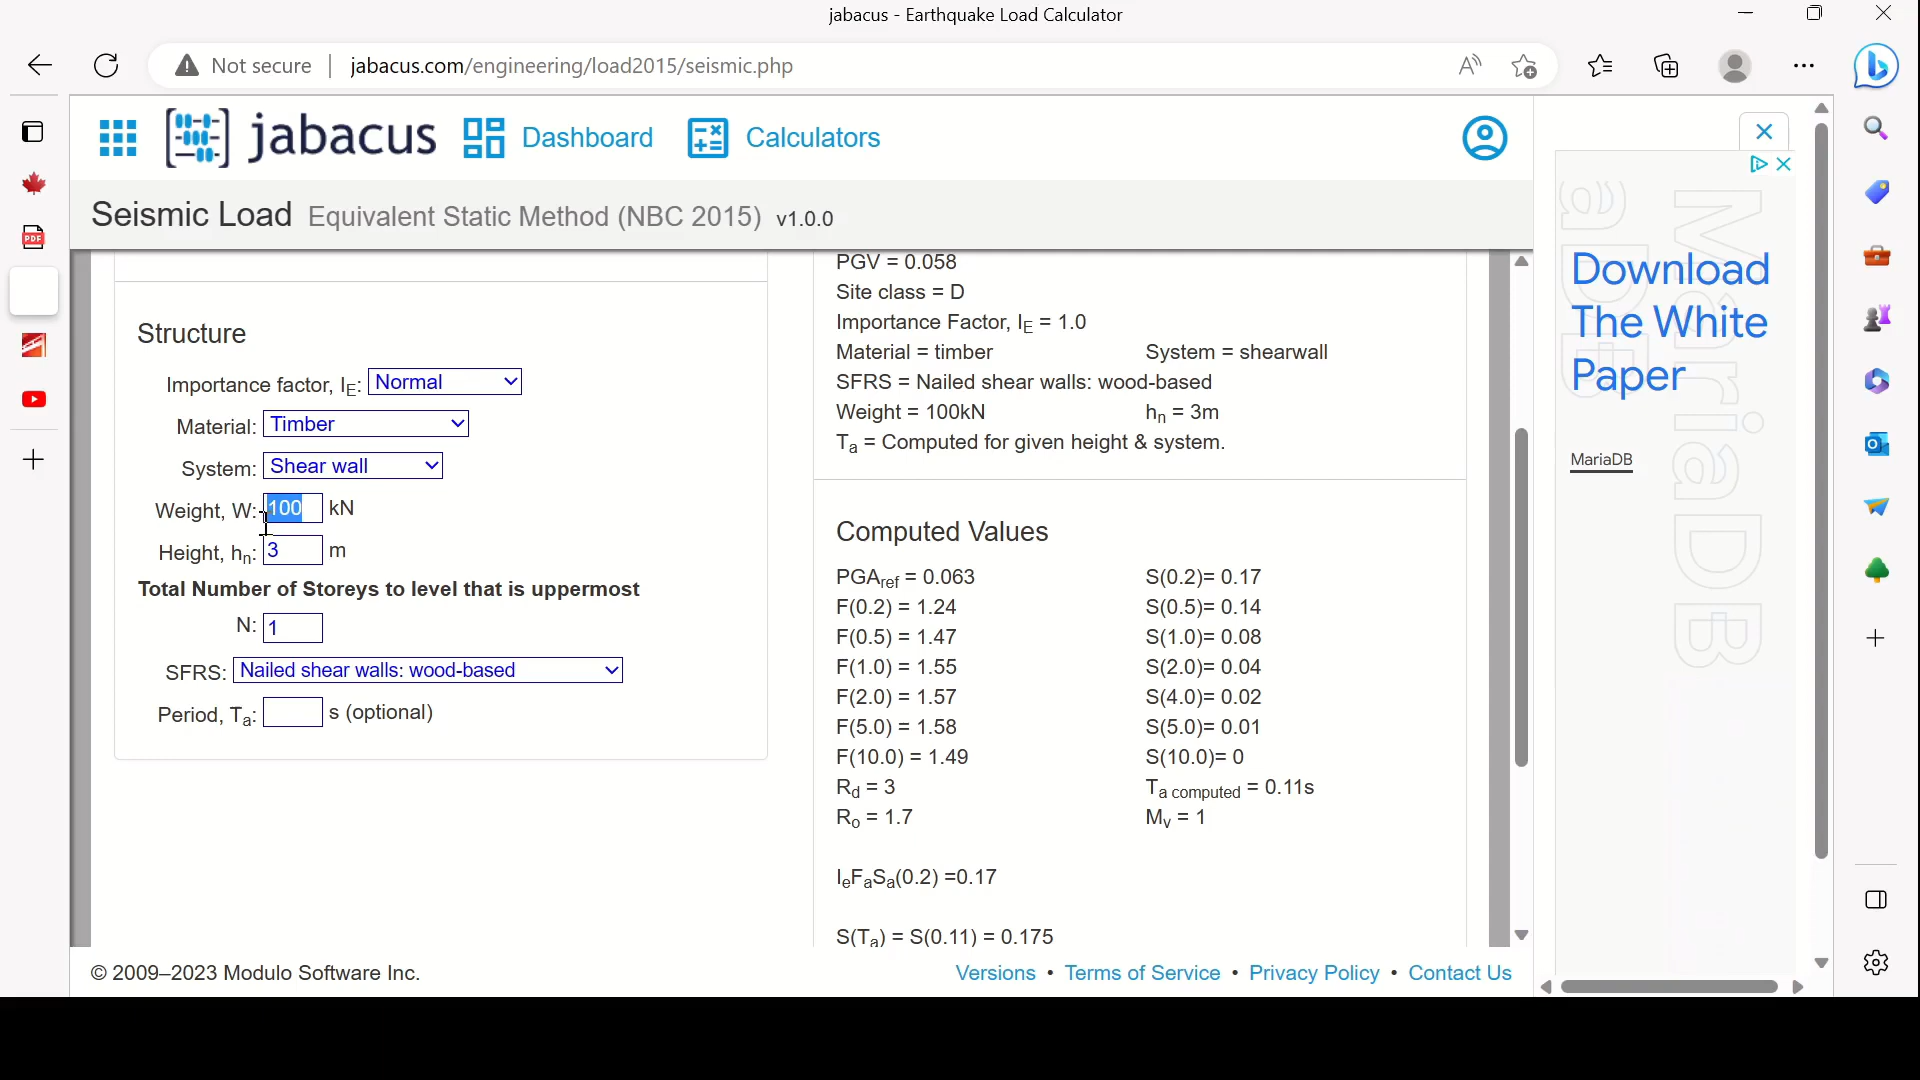 jabacus - Earthquake Load Calculator
Not secure jabacus.com/engineering/load2015/seismic.php
jabacus Dashboard Calculators
Seismic Load Equivalent Static Method (NBC 2015) v1.0.0
Structure
Importance factor, IE: Normal
Material: Timber
System: Shear wall
Weight, W: 100 kN
Height, hn: 3 m
Total Number of Storeys to level that is uppermost
N: 1
SFRS: Nailed shear walls: wood-based
Period, Ta: s (optional)
PGV = 0.058
Site class = D
Importance Factor, IE = 1.0
Material = timber System = shearwall
SFRS = Nailed shear walls: wood-based
Weight = 100kN hn = 3m
Ta = Computed for given height & system.
Computed Values
PGAref = 0.063 S(0.2)= 0.17
F(0.2) = 1.24 S(0.5)= 0.14
F(0.5) = 1.47 S(1.0)= 0.08
F(1.0) = 1.55 S(2.0)= 0.04
F(2.0) = 1.57 S(4.0)= 0.02
F(5.0) = 1.58 S(5.0)= 0.01
F(10.0) = 1.49 S(10.0)= 0
Rd = 3 Ta computed = 0.11s
Ro = 1.7 Mv = 1
IeFaSa(0.2) =0.17
S(Ta) = S(0.11) = 0.175
Download
The White
Paper
MariaDB
MariaDB
aDB
PDF
© 2009–2023 Modulo Software Inc.
Versions • Terms of Service • Privacy Policy • Contact Us